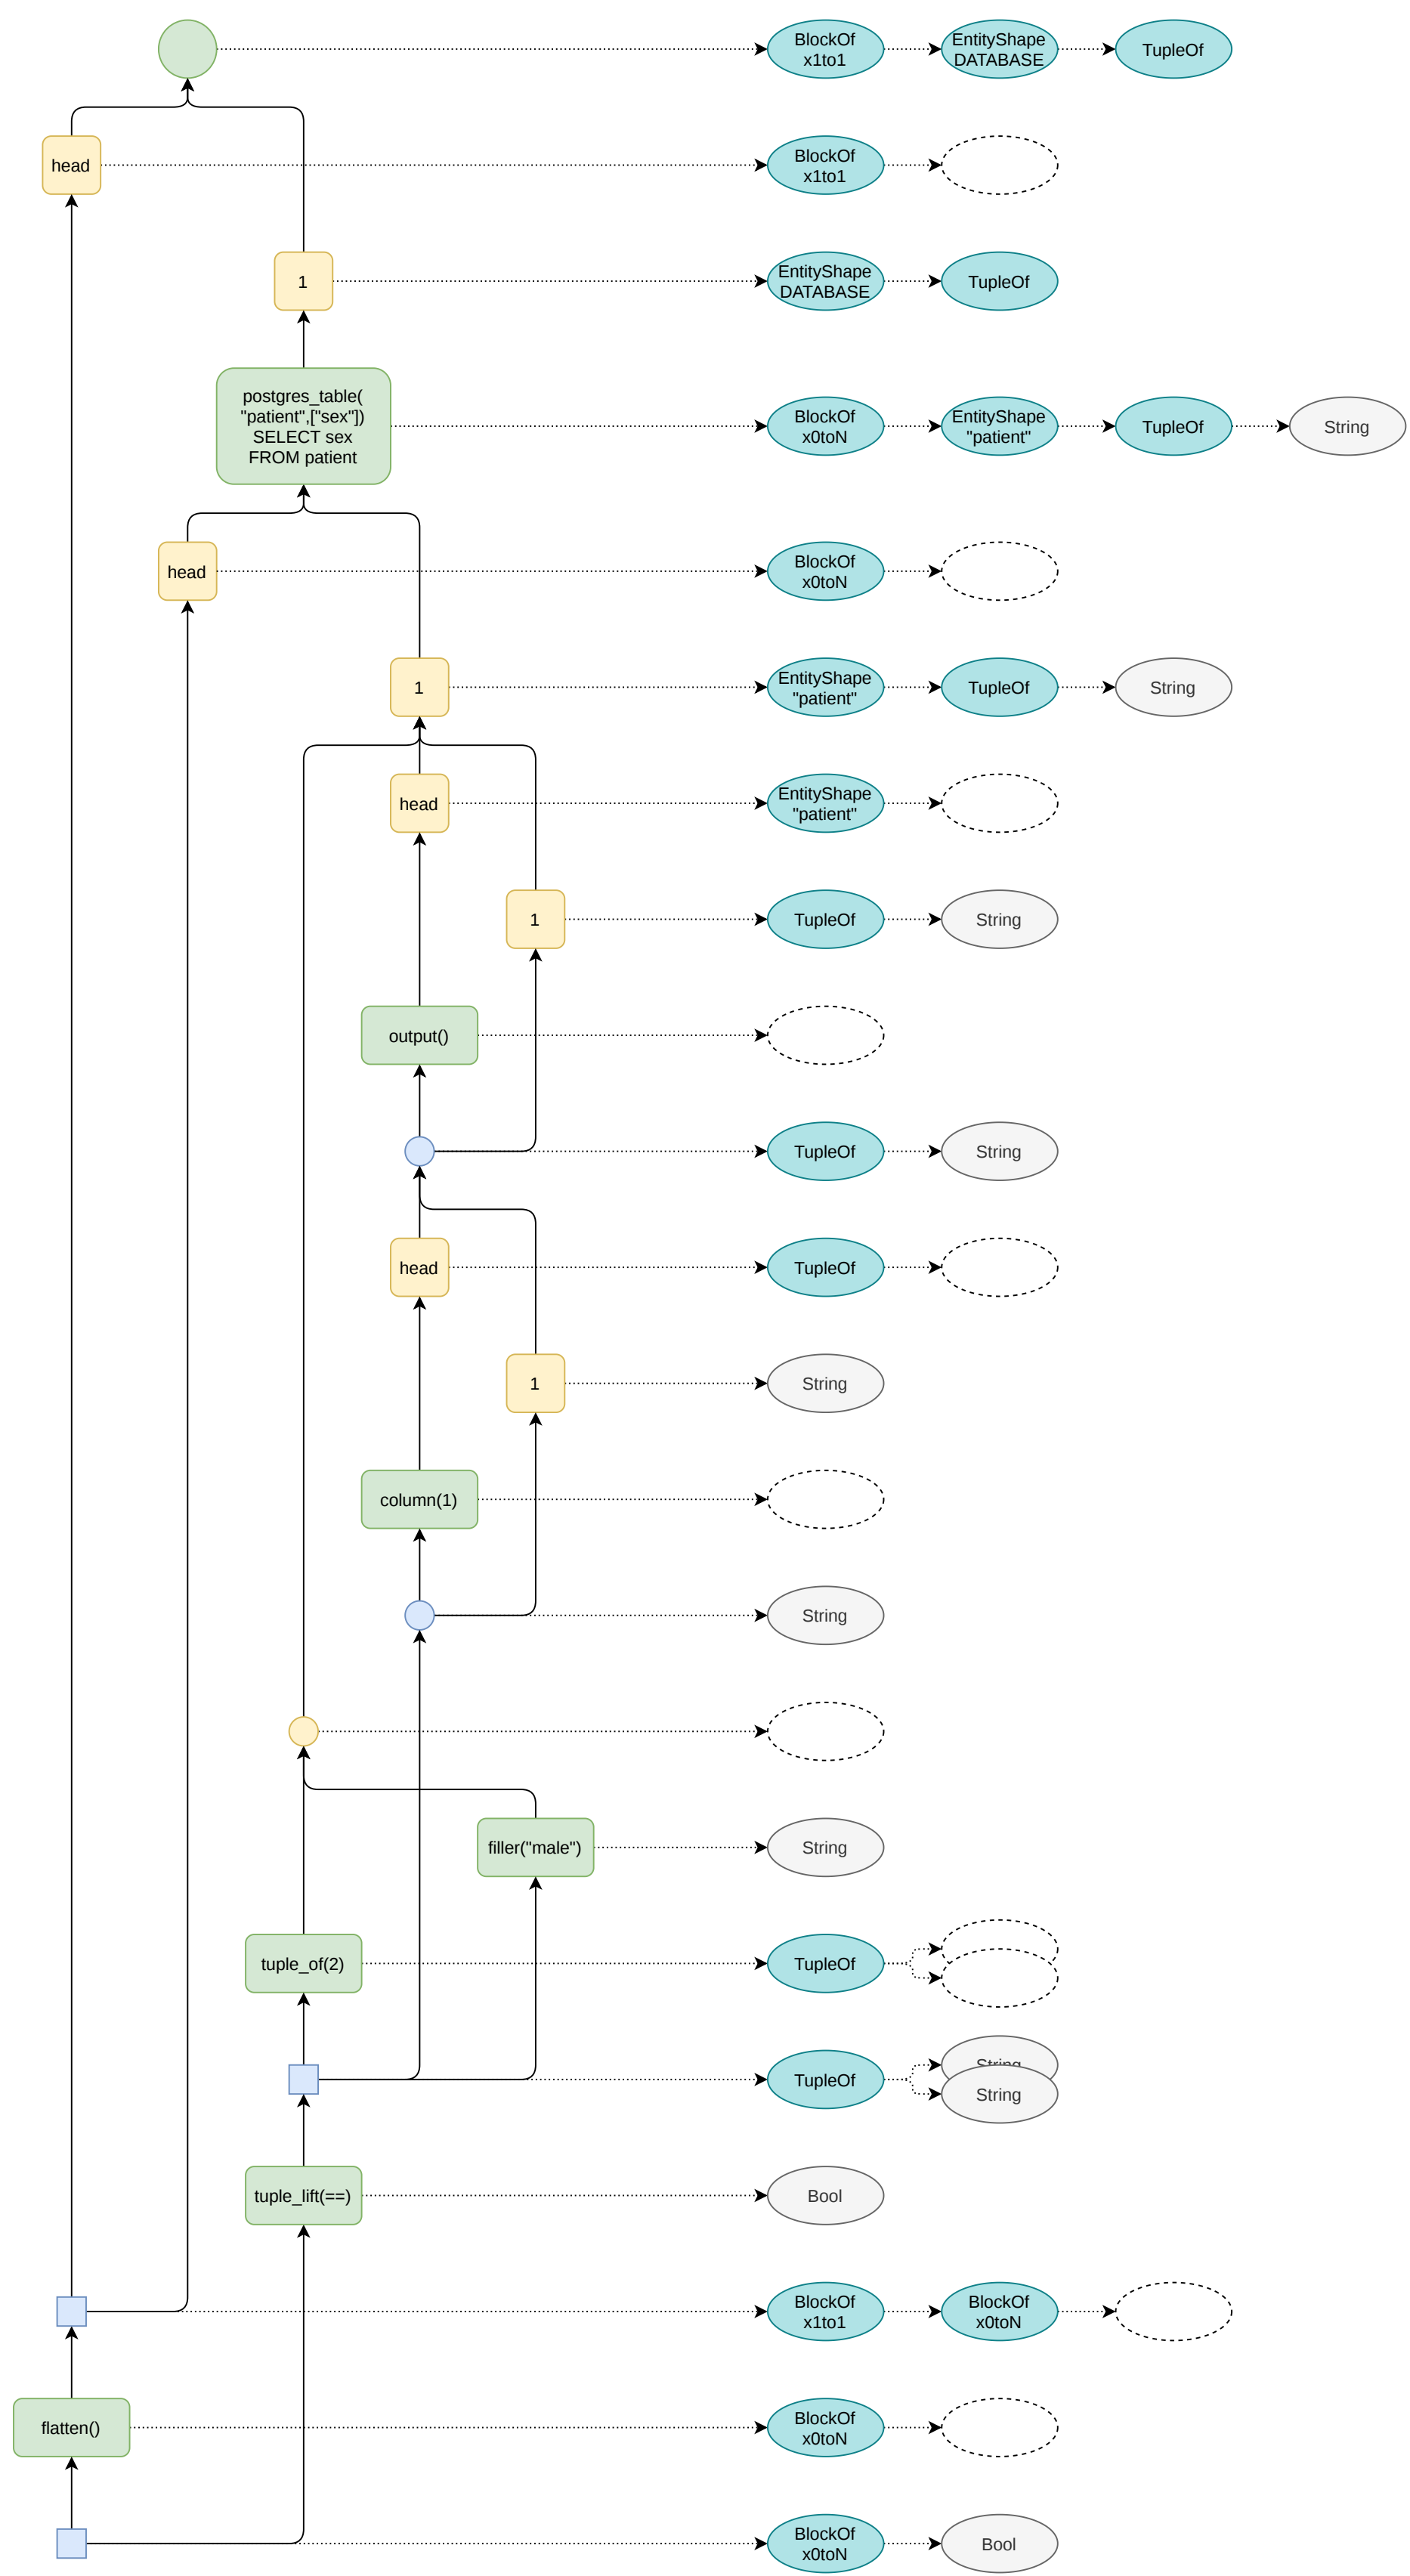 BlockOf
x1to1
EntityShape
DATABASE
TupleOf
head
BlockOf
x1to1
1
EntityShape
DATABASE
TupleOf
postgres_table(
"patient",["sex"])
SELECT sex
FROM patient
BlockOf
x0toN
EntityShape
"patient"
TupleOf
String
head
BlockOf
x0toN
1
EntityShape
"patient"
TupleOf
String
head
EntityShape
"patient"
1
TupleOf
String
output()
TupleOf
String
head
TupleOf
1
String
column(1)
String
filler("male")
String
tuple_of(2)
TupleOf
TupleOf
String
String
tuple_lift(==)
Bool
BlockOf
x1to1
BlockOf
x0toN
flatten()
BlockOf
x0toN
BlockOf
x0toN
Bool